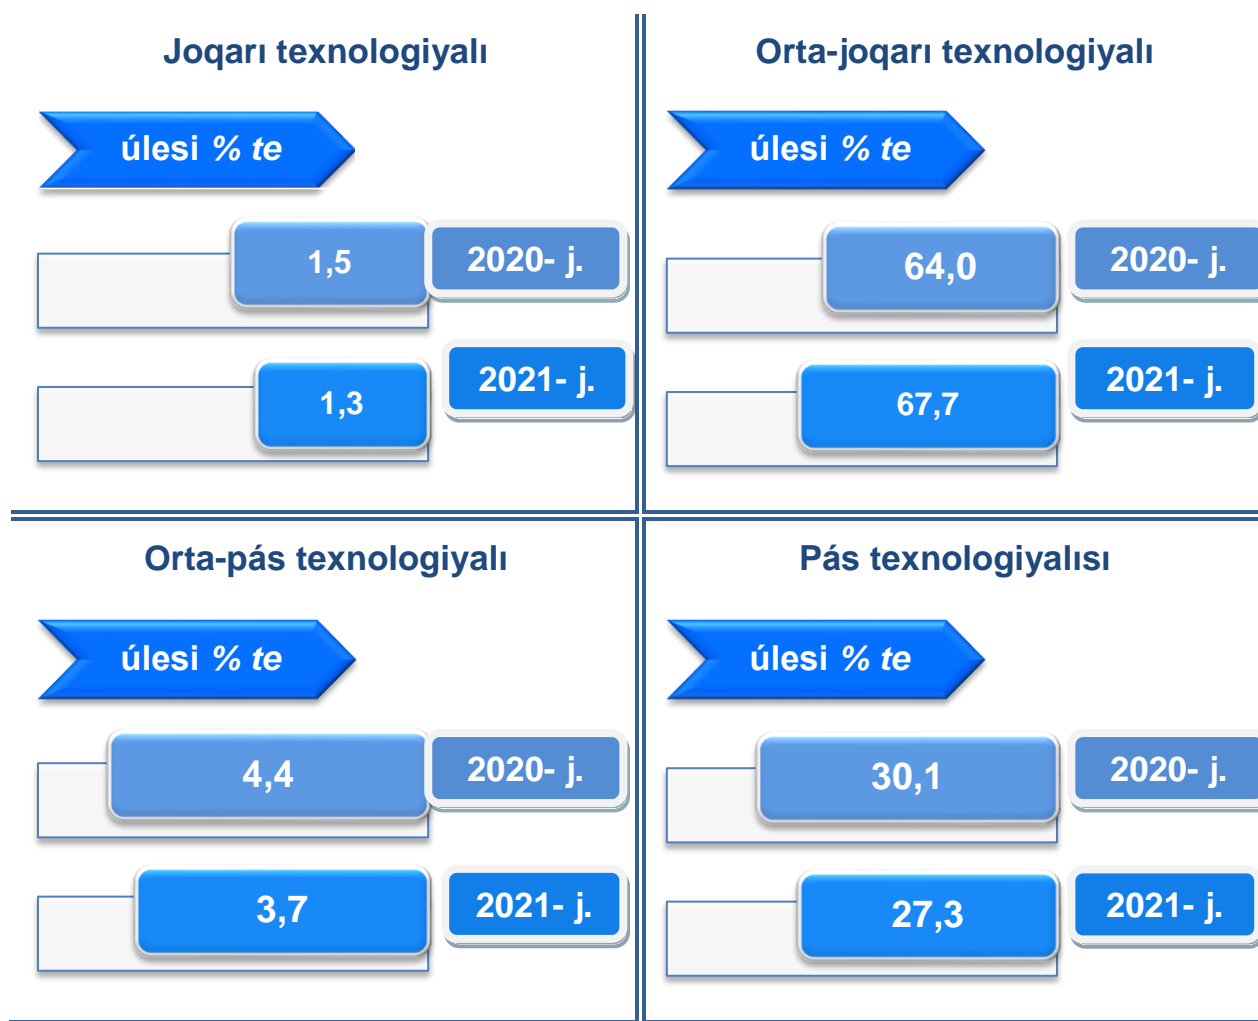 Joqarı texnologiyalı
úlesi % te
1,5
2020- j.
1,3
2021- j.
Orta-joqarı texnologiyalı
úlesi % te
64,0
2020- j.
67,7
2021- j.
Orta-pás texnologiyalı
úlesi % te
4,4
2020- j.
3,7
2021- j.
Pás texnologiyalısı
úlesi % te
30,1
2020- j.
27,3
2021- j.